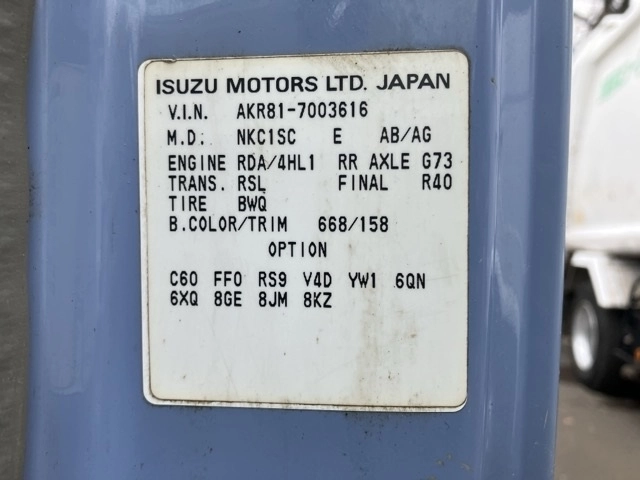 ISUZU MOTORS LTD. JAPAN
V.I.N. AKR81-7003616
M.D. NKC1SC E AB/AG
ENGINE RDA/4HL1 RR AXLE G73
TRANS. RSL FINAL R40
TIRE BWQ
B.COLOR/TRIM 668/158
OPTION
C60 FF0 RS9 V4D YW1 6QN
6XQ 8GE 8JM 8KZ